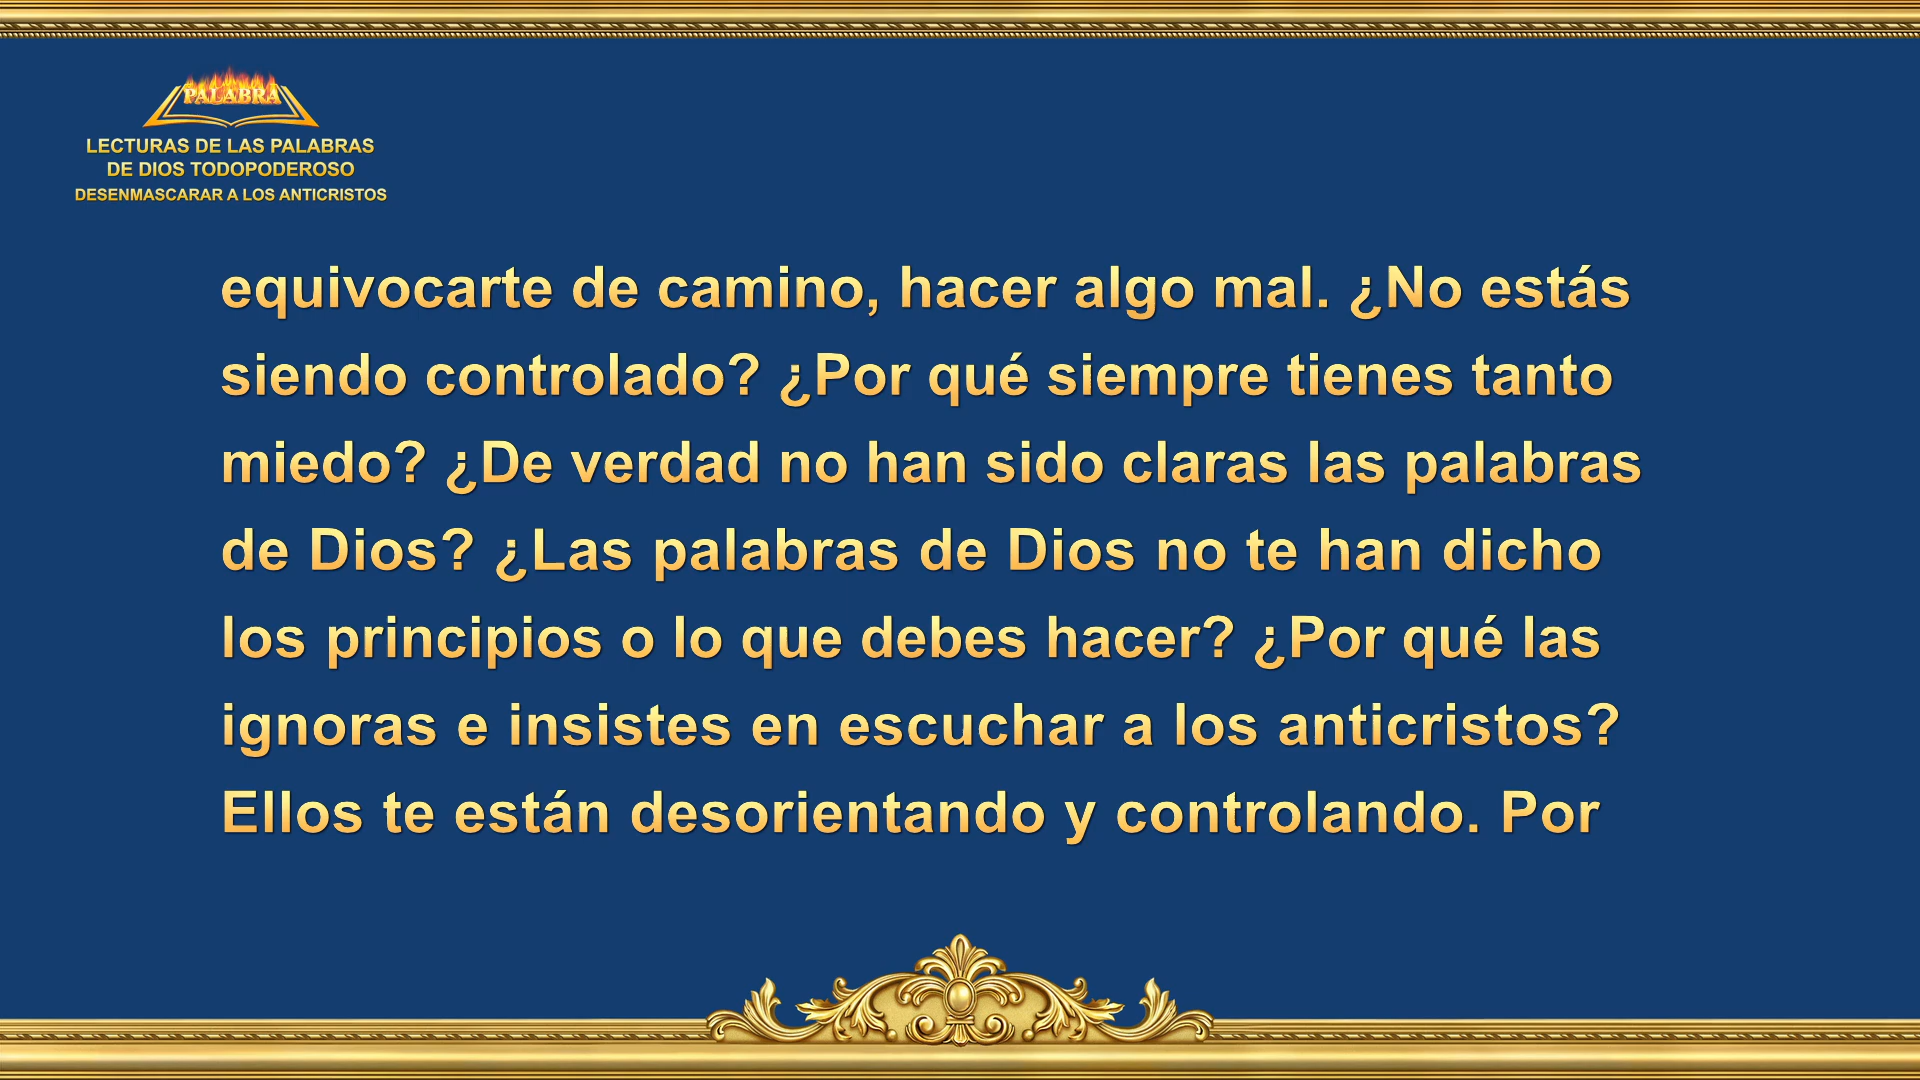 PALABRA
LECTURAS DE LAS PALABRAS
DE DIOS TODOPODEROSO
DESENMASCARAR A LOS ANTICRISTOS
equivocarte de camino, hacer algo mal. ¿No estás
siendo controlado? ¿Por qué siempre tienes tanto
miedo? ¿De verdad no han sido claras las palabras
de Dios? ¿Las palabras de Dios no te han dicho
los principios o lo que debes hacer? ¿Por qué las
ignoras e insistes en escuchar a los anticristos?
Ellos te están desorientando y controlando. Por